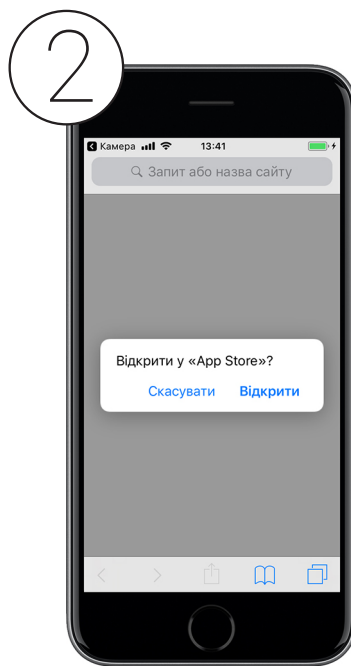 2
Камера 13:41
Запит або назва сайту
Відкрити у «App Store»?
Скасувати Відкрити